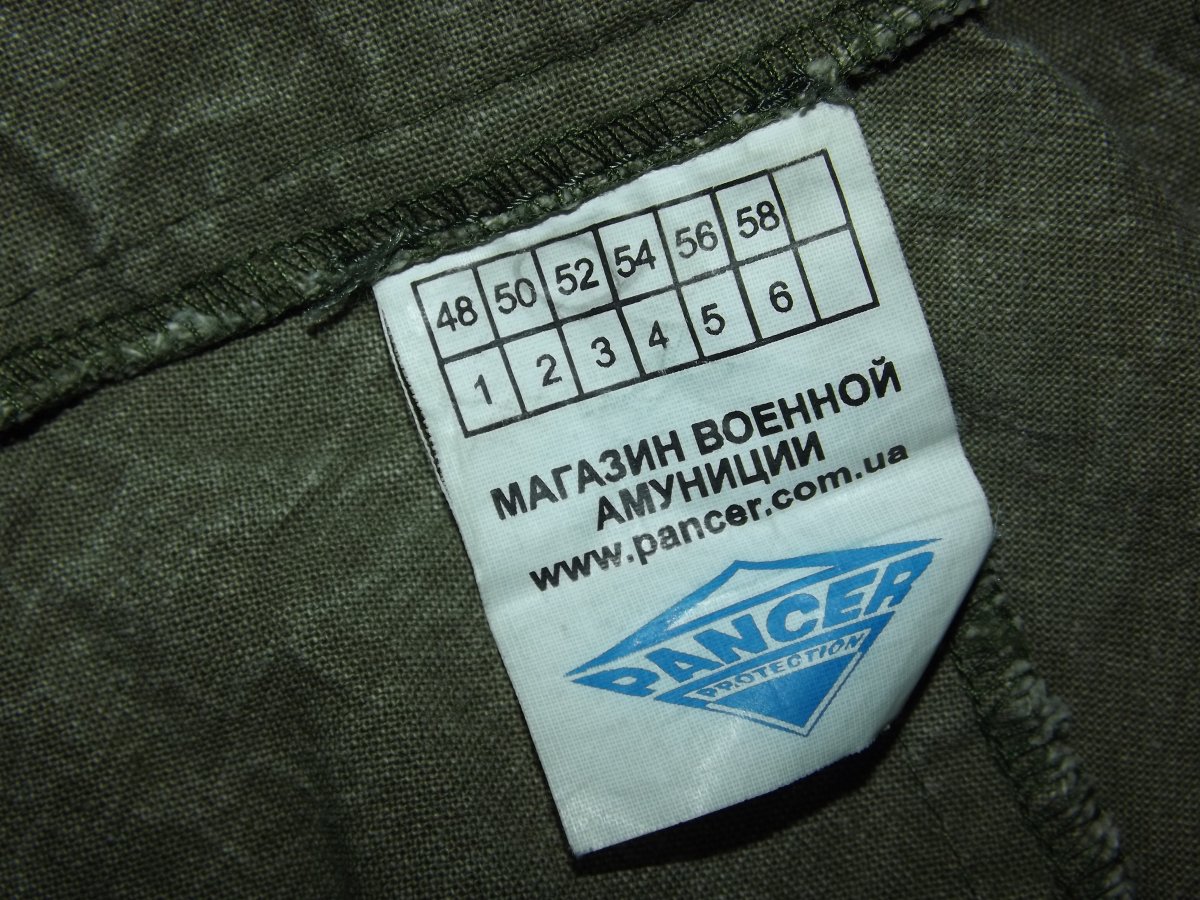 48 50 52 54 56 58
1 2 3 4 5 6
МАГАЗИН ВОЕННОЙ
АМУНИЦИИ
www.pancer.com.ua
PANCER
PROTECTION